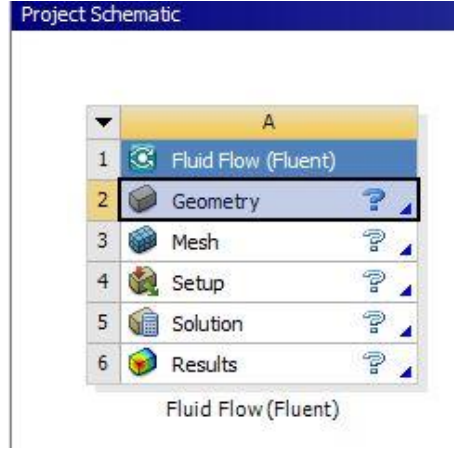 Project Schematic
A
1 Fluid Flow (Fluent)
2 Geometry ?
3 Mesh ?
4 Setup ?
5 Solution ?
6 Results ?
Fluid Flow (Fluent)